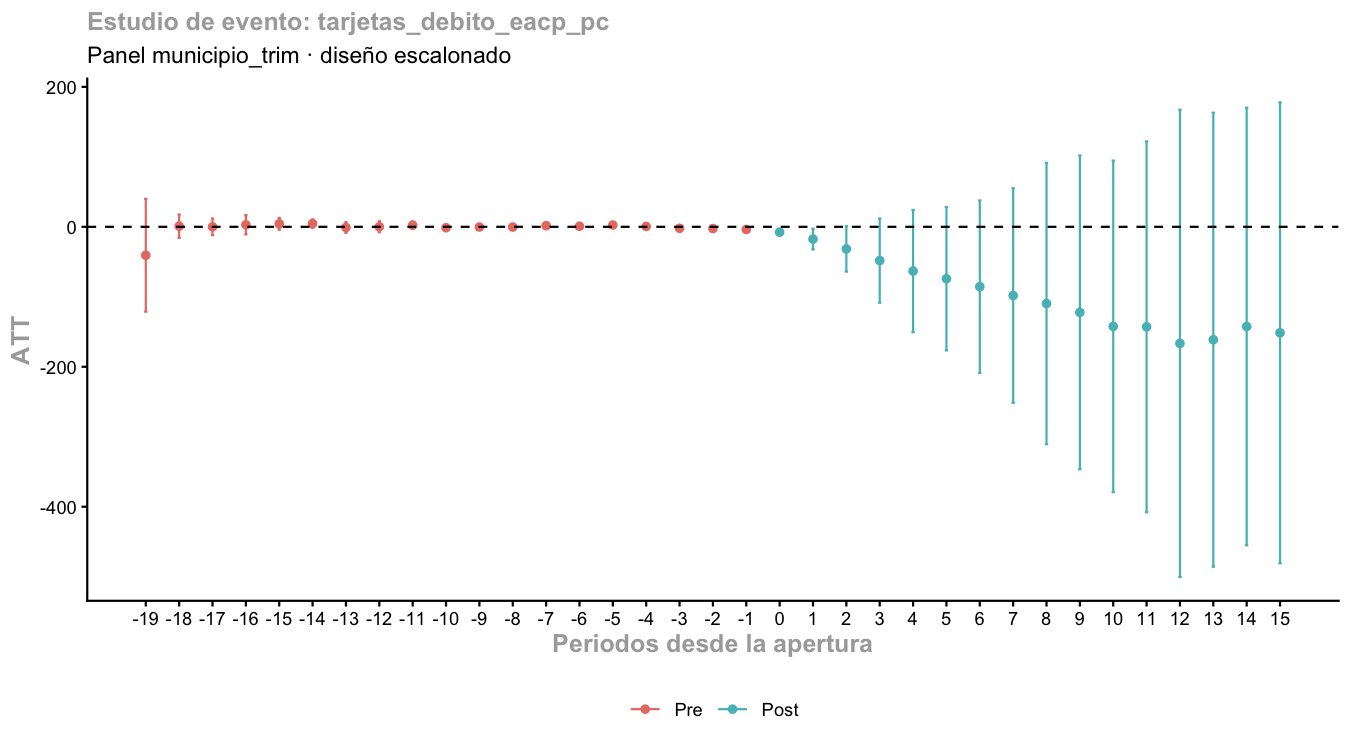 Estudio de evento: tarjetas_debito_eacp_pc
Panel municipio_trim · diseño escalonado
200
0
-200
-400
ATT
-19 -18 -17 -16 -15 -14 -13 -12 -11 -10 -9 -8 -7 -6 -5 -4 -3 -2 -1 0 1 2 3 4 5 6 7 8 9 10 11 12 13 14 15
Periodos desde la apertura
Pre Post